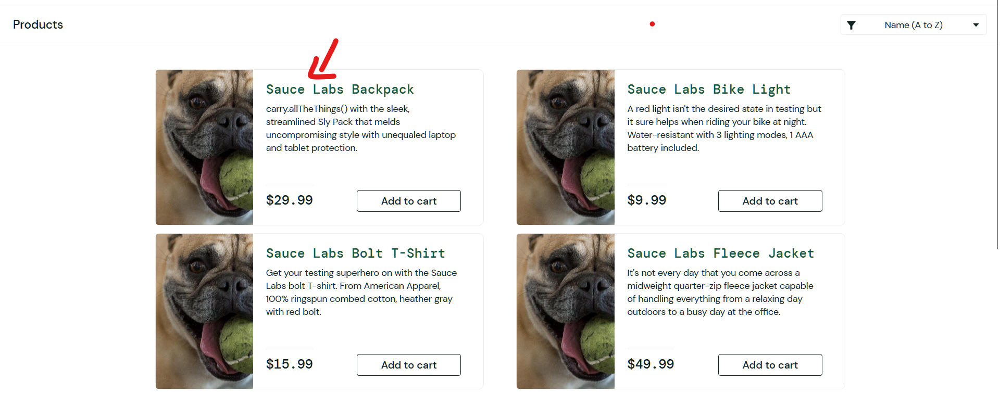 Products
Name (A to Z)
Sauce Labs Backpack
carry.allTheThings() with the sleek,
streamlined Sly Pack that melds
uncompromising style with unequaled laptop
and tablet protection.
$29.99
Add to cart
Sauce Labs Bike Light
A red light isn't the desired state in testing but
it sure helps when riding your bike at night.
Water-resistant with 3 lighting modes, 1 AAA
battery included.
$9.99
Add to cart
Sauce Labs Bolt T-Shirt
Get your testing superhero on with the Sauce
Labs bolt T-shirt. From American Apparel,
100% ringspun combed cotton, heather gray
with red bolt.
$15.99
Add to cart
Sauce Labs Fleece Jacket
It's not every day that you come across a
midweight quarter-zip fleece jacket capable
of handling everything from a relaxing day
outdoors to a busy day at the office.
$49.99
Add to cart